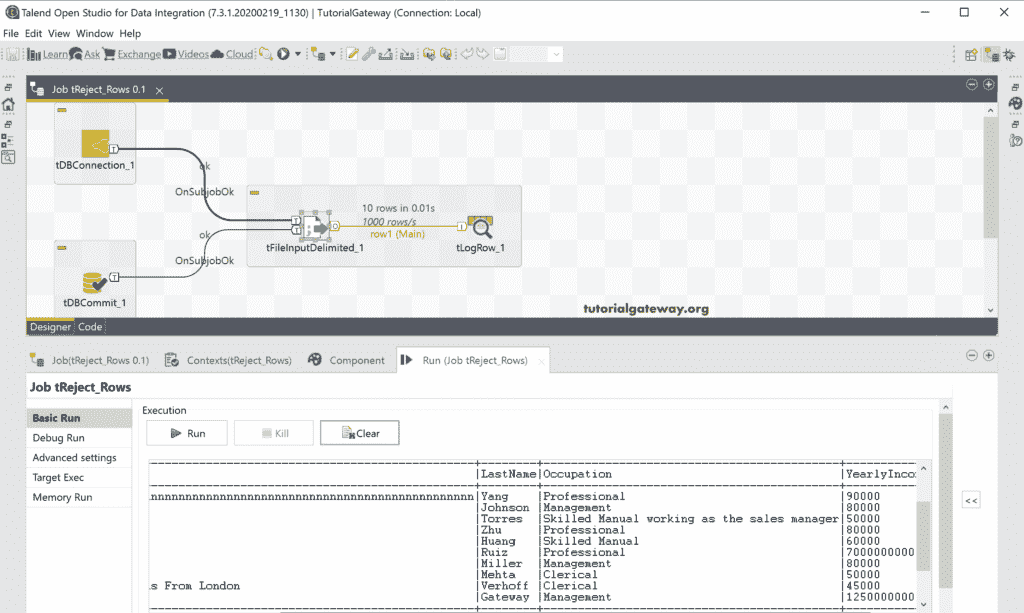 Talend Open Studio for Data Integration (7.3.1.20200219_1130) | TutorialGateway (Connection: Local)
File Edit View Window Help
Learn Ask Exchange Videos Cloud
Job tReject_Rows 0.1
tDBConnection_1
ok
OnSubjobOk
10 rows in 0.01s
1000 rows/s
row1 (Main)
tFileInputDelimited_1
tLogRow_1
ok
OnSubjobOk
tDBCommit_1
tutorialgateway.org
Designer Code
Job(tReject_Rows 0.1) Contexts(tReject_Rows) Component Run (Job tReject_Rows)
Job tReject_Rows
Basic Run
Debug Run
Advanced settings
Target Exec
Memory Run
Execution
Run Kill Clear
|LastName|Occupation |YearlyIncom
|Yang |Professional |90000
|Johnson |Management |80000
|Torres |Skilled Manual working as the sales manager|50000
|Zhu |Professional |80000
|Huang |Skilled Manual |60000
|Ruiz |Professional |7000000000
|Miller |Management |80000
|Mehta |Clerical |50000
s From London |Verhoff |Clerical |45000
|Gateway |Management |1250000000
<<